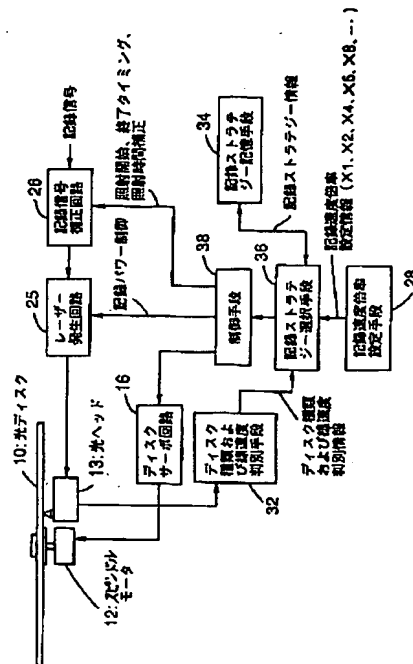 10:光ディスク
13:光ヘッド
12:スピンドル
モータ
25
レーザー
発生回路
26
記録信号
補正回路
記録信号
記録パワー制御
照射開始、終了タイミング、
照射時間補正
16
ディスク
サーボ回路
38
制御手段
34
記録ストラ
テジー記憶手段
ディスク
種類およ
び線速度
判別手段
32
36
記録ストラテ
ジー選択手段
記録ストラテジー情報
ディスク種類
および線速度
判別情報
記録速度倍率
設定情報 (X1、X2、X4、X6、X8、…)
記録速度倍率
設定手段
28